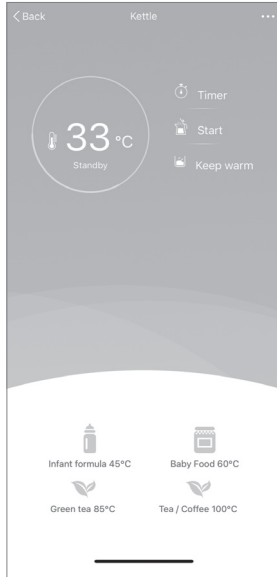 Back
Kettle
33 °C
Standby
Timer
Start
Keep warm
Infant formula 45°C
Baby Food 60°C
Green tea 85°C
Tea / Coffee 100°C